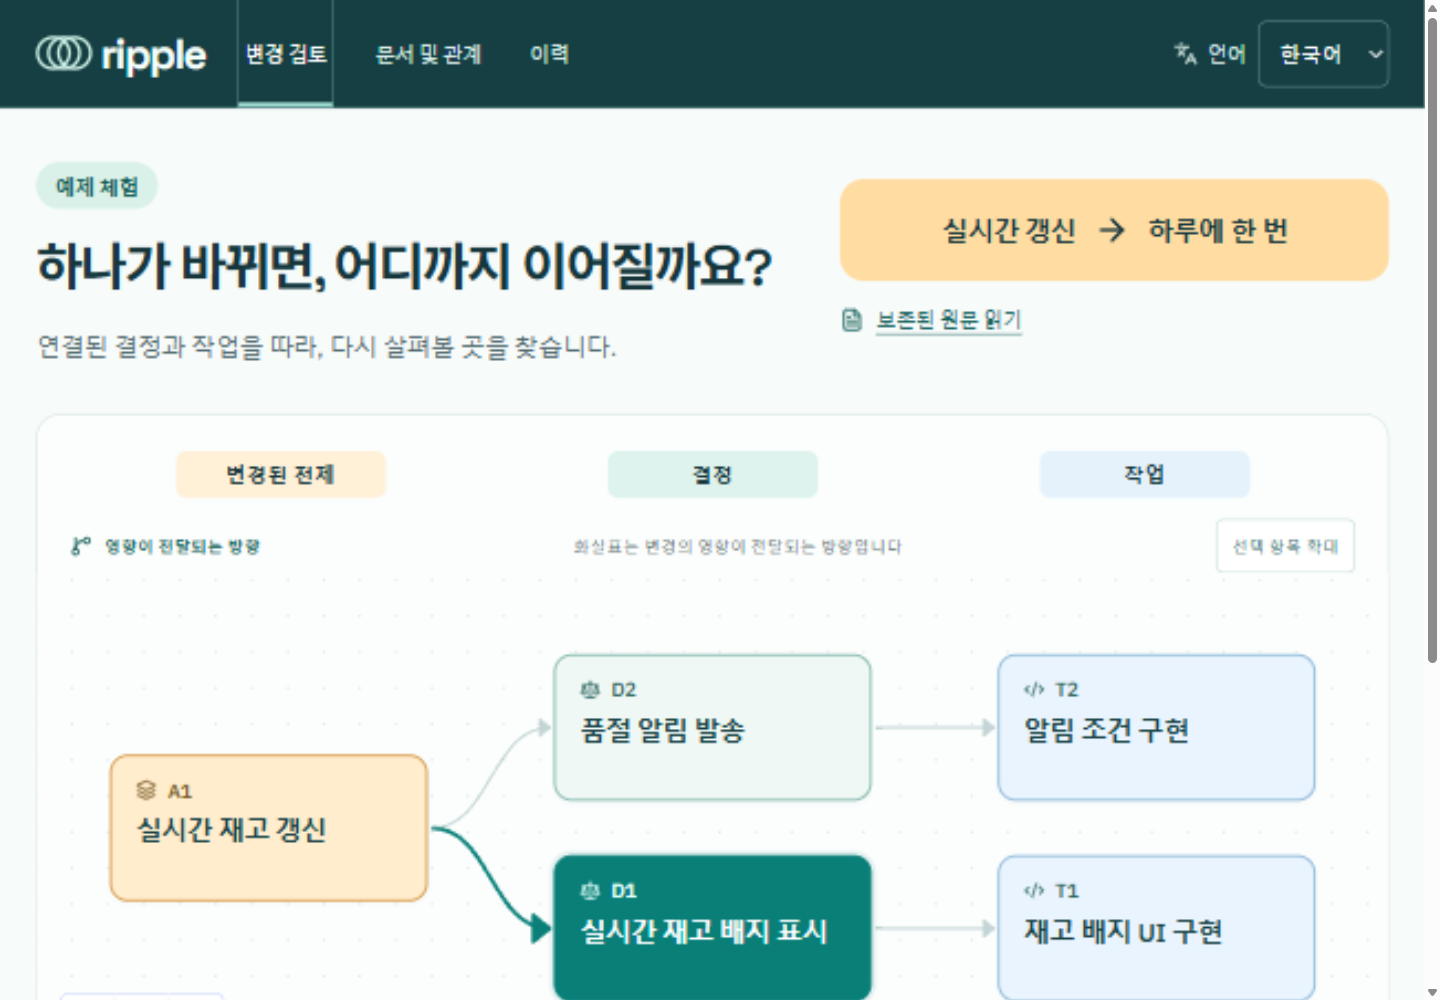 ripple
변경 검토
문서 및 관계
이력
언어
한국어
예제 체험
하나가 바뀌면, 어디까지 이어질까요?
연결된 결정과 작업을 따라, 다시 살펴볼 곳을 찾습니다.
실시간 갱신 → 하루에 한 번
보존된 원문 읽기
변경된 전제
결정
작업
영향이 전달되는 방향
화살표는 변경의 영향이 전달되는 방향입니다
선택 항목 확대
D2
품절 알림 발송
T2
알림 조건 구현
A1
실시간 재고 갱신
D1
실시간 재고 배지 표시
T1
재고 배지 UI 구현